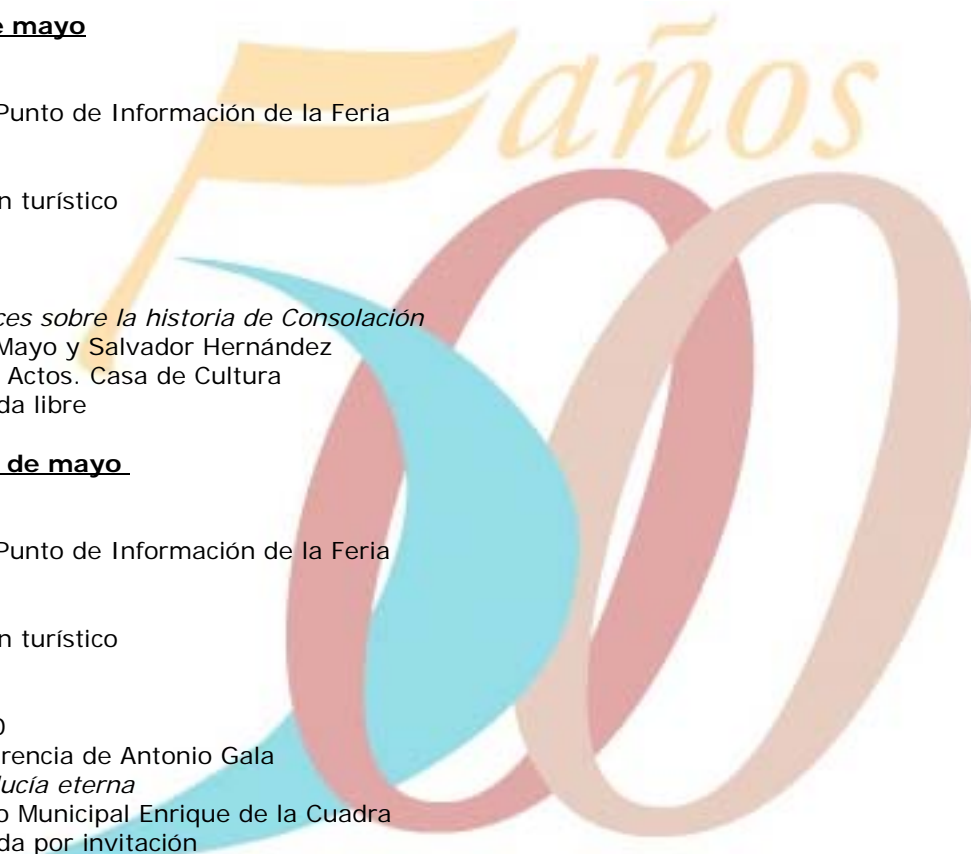 e mayo
500 años
Punto de Información de la Feria
n turístico
ces sobre la historia de Consolación
Mayo y Salvador Hernández
Actos. Casa de Cultura
da libre
de mayo
Punto de Información de la Feria
n turístico
0
rencia de Antonio Gala
lucía eterna
o Municipal Enrique de la Cuadra
da por invitación